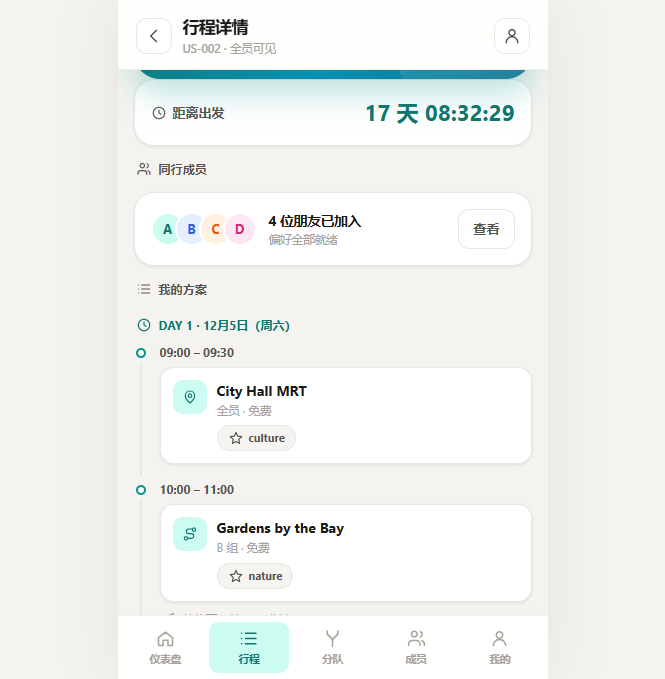 行程详情
US-002 · 全员可见
距离出发
17 天 08:32:29
同行成员
A B C D
4 位朋友已加入
偏好全部就绪
查看
我的方案
DAY 1 · 12月5日（周六）
09:00 – 09:30
City Hall MRT
全员 · 免费
culture
10:00 – 11:00
Gardens by the Bay
B 组 · 免费
nature
仪表盘
行程
分队
成员
我的